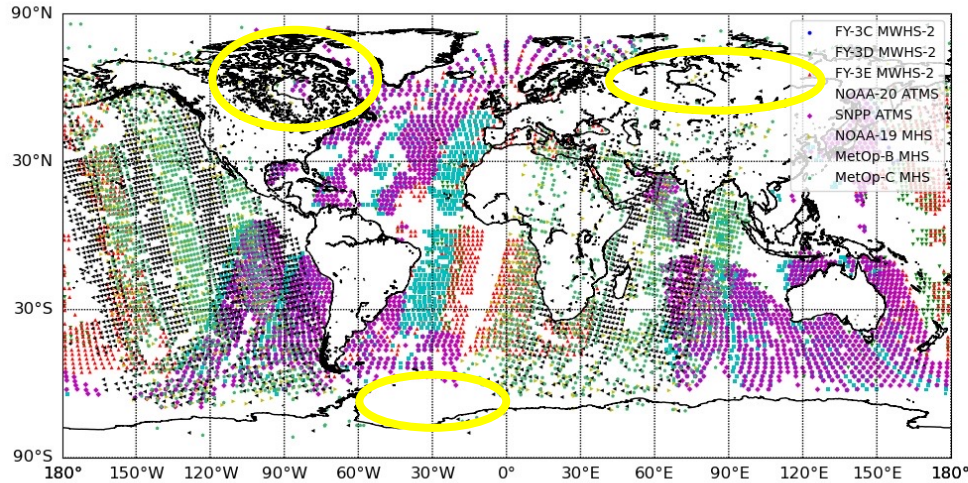 90°N
FY-3C MWHS-2
FY-3D MWHS-2
FY-3E MWHS-2
NOAA-20 ATMS
SNPP ATMS
NOAA-19 MHS
MetOp-B MHS
MetOp-C MHS
30°N
30°S
90°S
180° 150°W 120°W 90°W 60°W 30°W 0° 30°E 60°E 90°E 120°E 150°E 180°